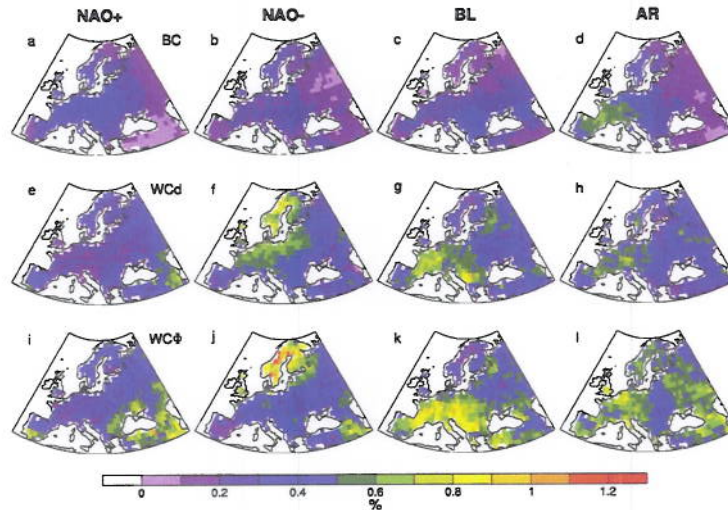 NAO+ NAO- BL AR
a BC b c d
e WCd f g h
i WCΦ j k l
0 0.2 0.4 0.6 0.8 1 1.2
%